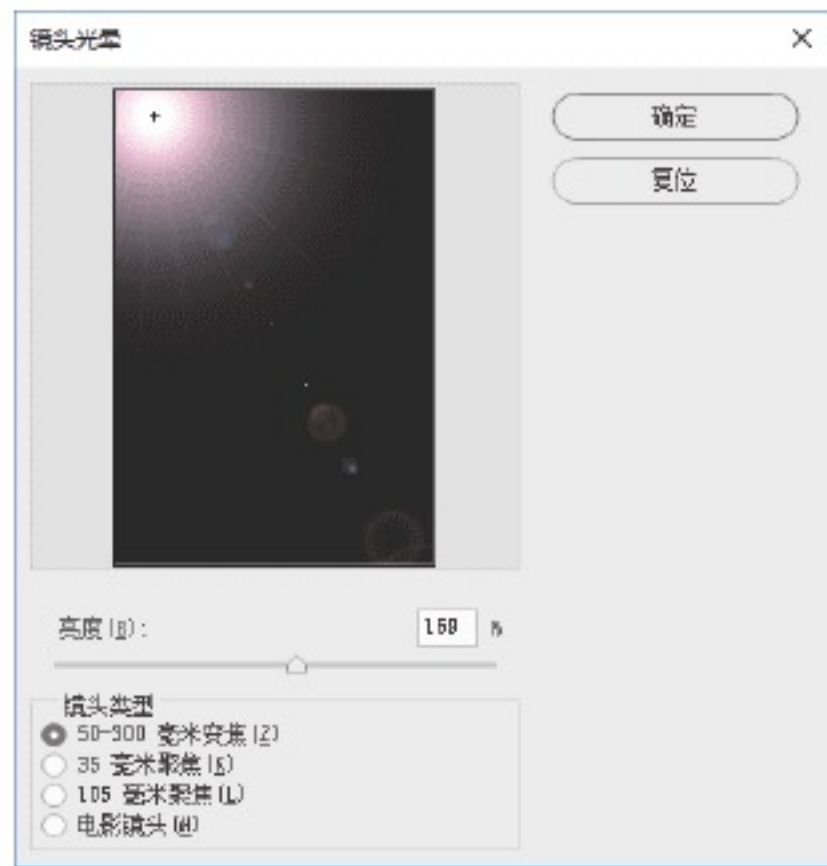 镜头光晕
确定
复位
亮度(B):
%
镜头类型
50-300 毫米变焦(Z)
35 毫米聚焦(K)
105 毫米聚焦(L)
电影镜头(M)